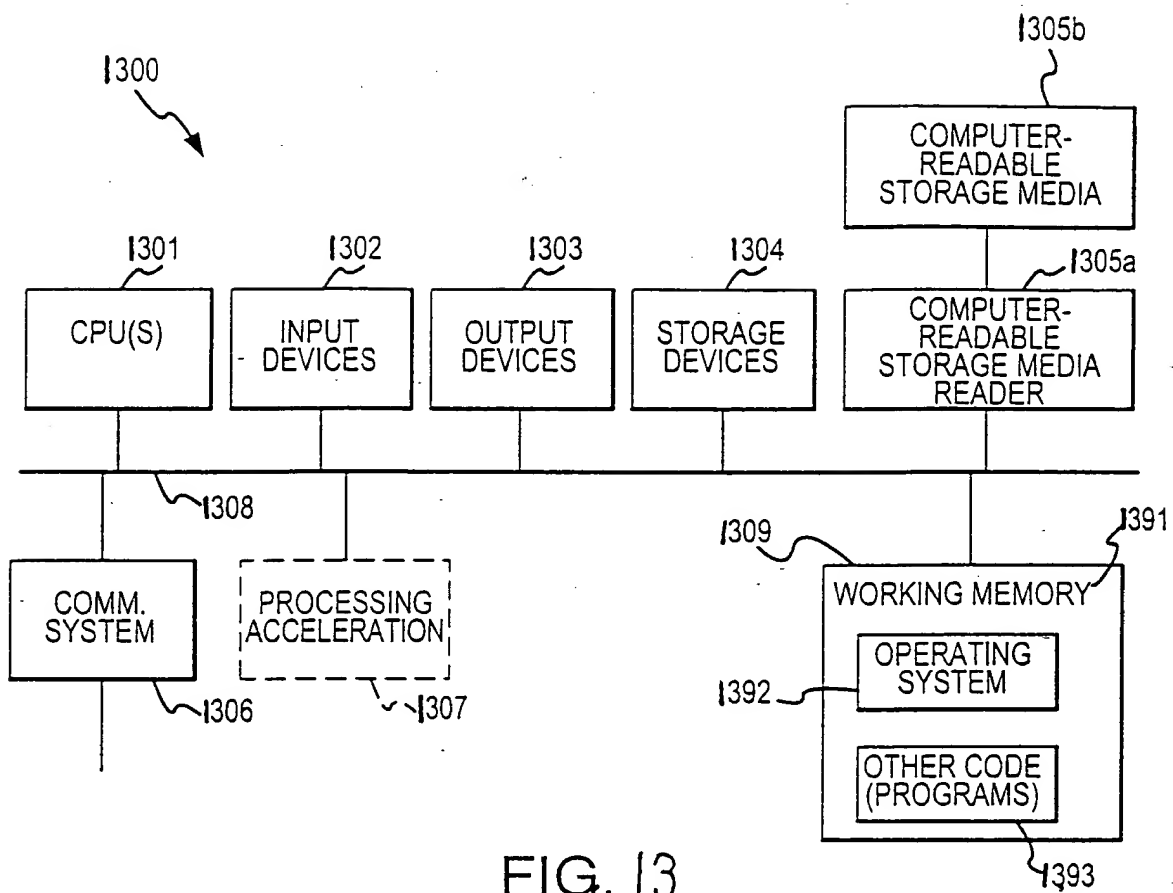 1305b
1300
COMPUTER-
READABLE
STORAGE MEDIA
1301
1302
1303
1304
1305a
CPU(S)
INPUT
DEVICES
OUTPUT
DEVICES
STORAGE
DEVICES
COMPUTER-
READABLE
STORAGE MEDIA
READER
1308
1309
1391
COMM.
SYSTEM
PROCESSING
ACCELERATION
WORKING MEMORY
OPERATING
SYSTEM
1392
1306
1307
OTHER CODE
(PROGRAMS)
1393
FIG. 13